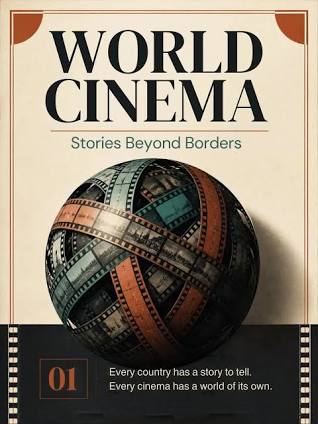 WORLD
CINEMA
Stories Beyond Borders
01
Every country has a story to tell.
Every cinema has a world of its own.